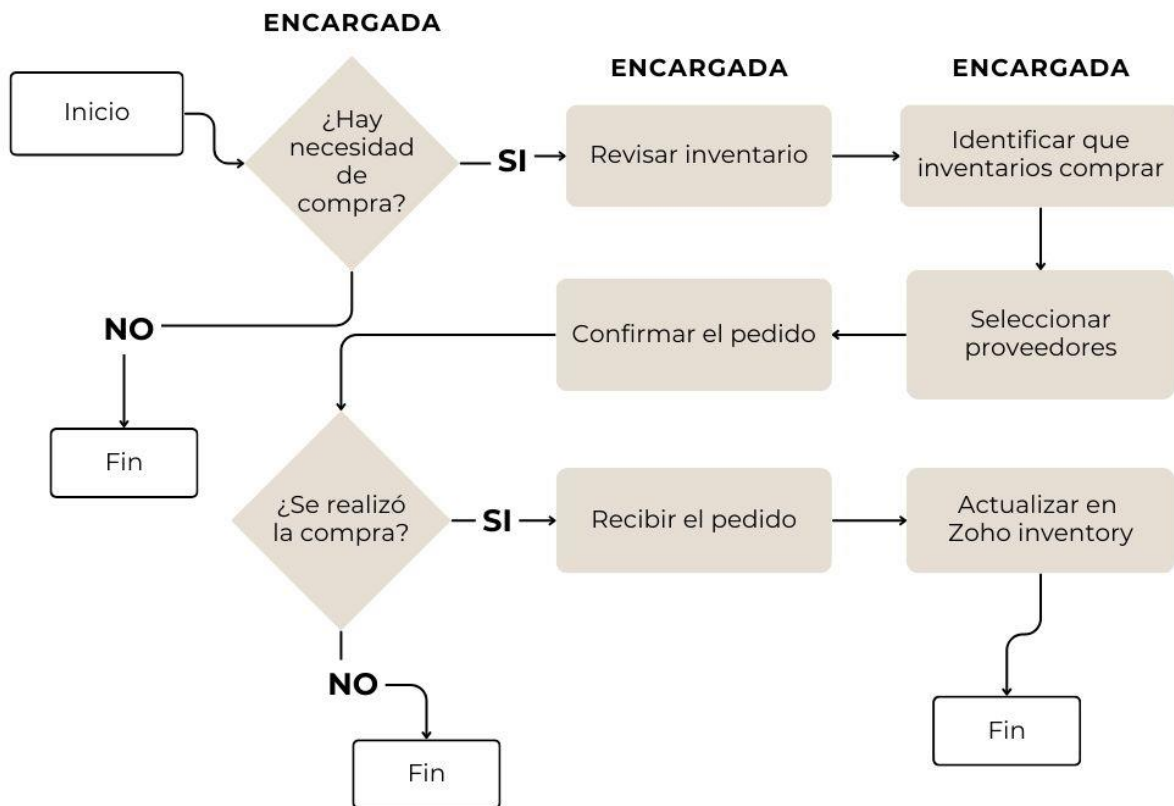 ENCARGADA
ENCARGADA
ENCARGADA
Inicio
¿Hay
necesidad
de
compra?
SI
Revisar inventario
Identificar que
inventarios comprar
NO
Fin
Confirmar el pedido
Seleccionar
proveedores
¿Se realizó
la compra?
SI
Recibir el pedido
Actualizar en
Zoho inventory
NO
Fin
Fin